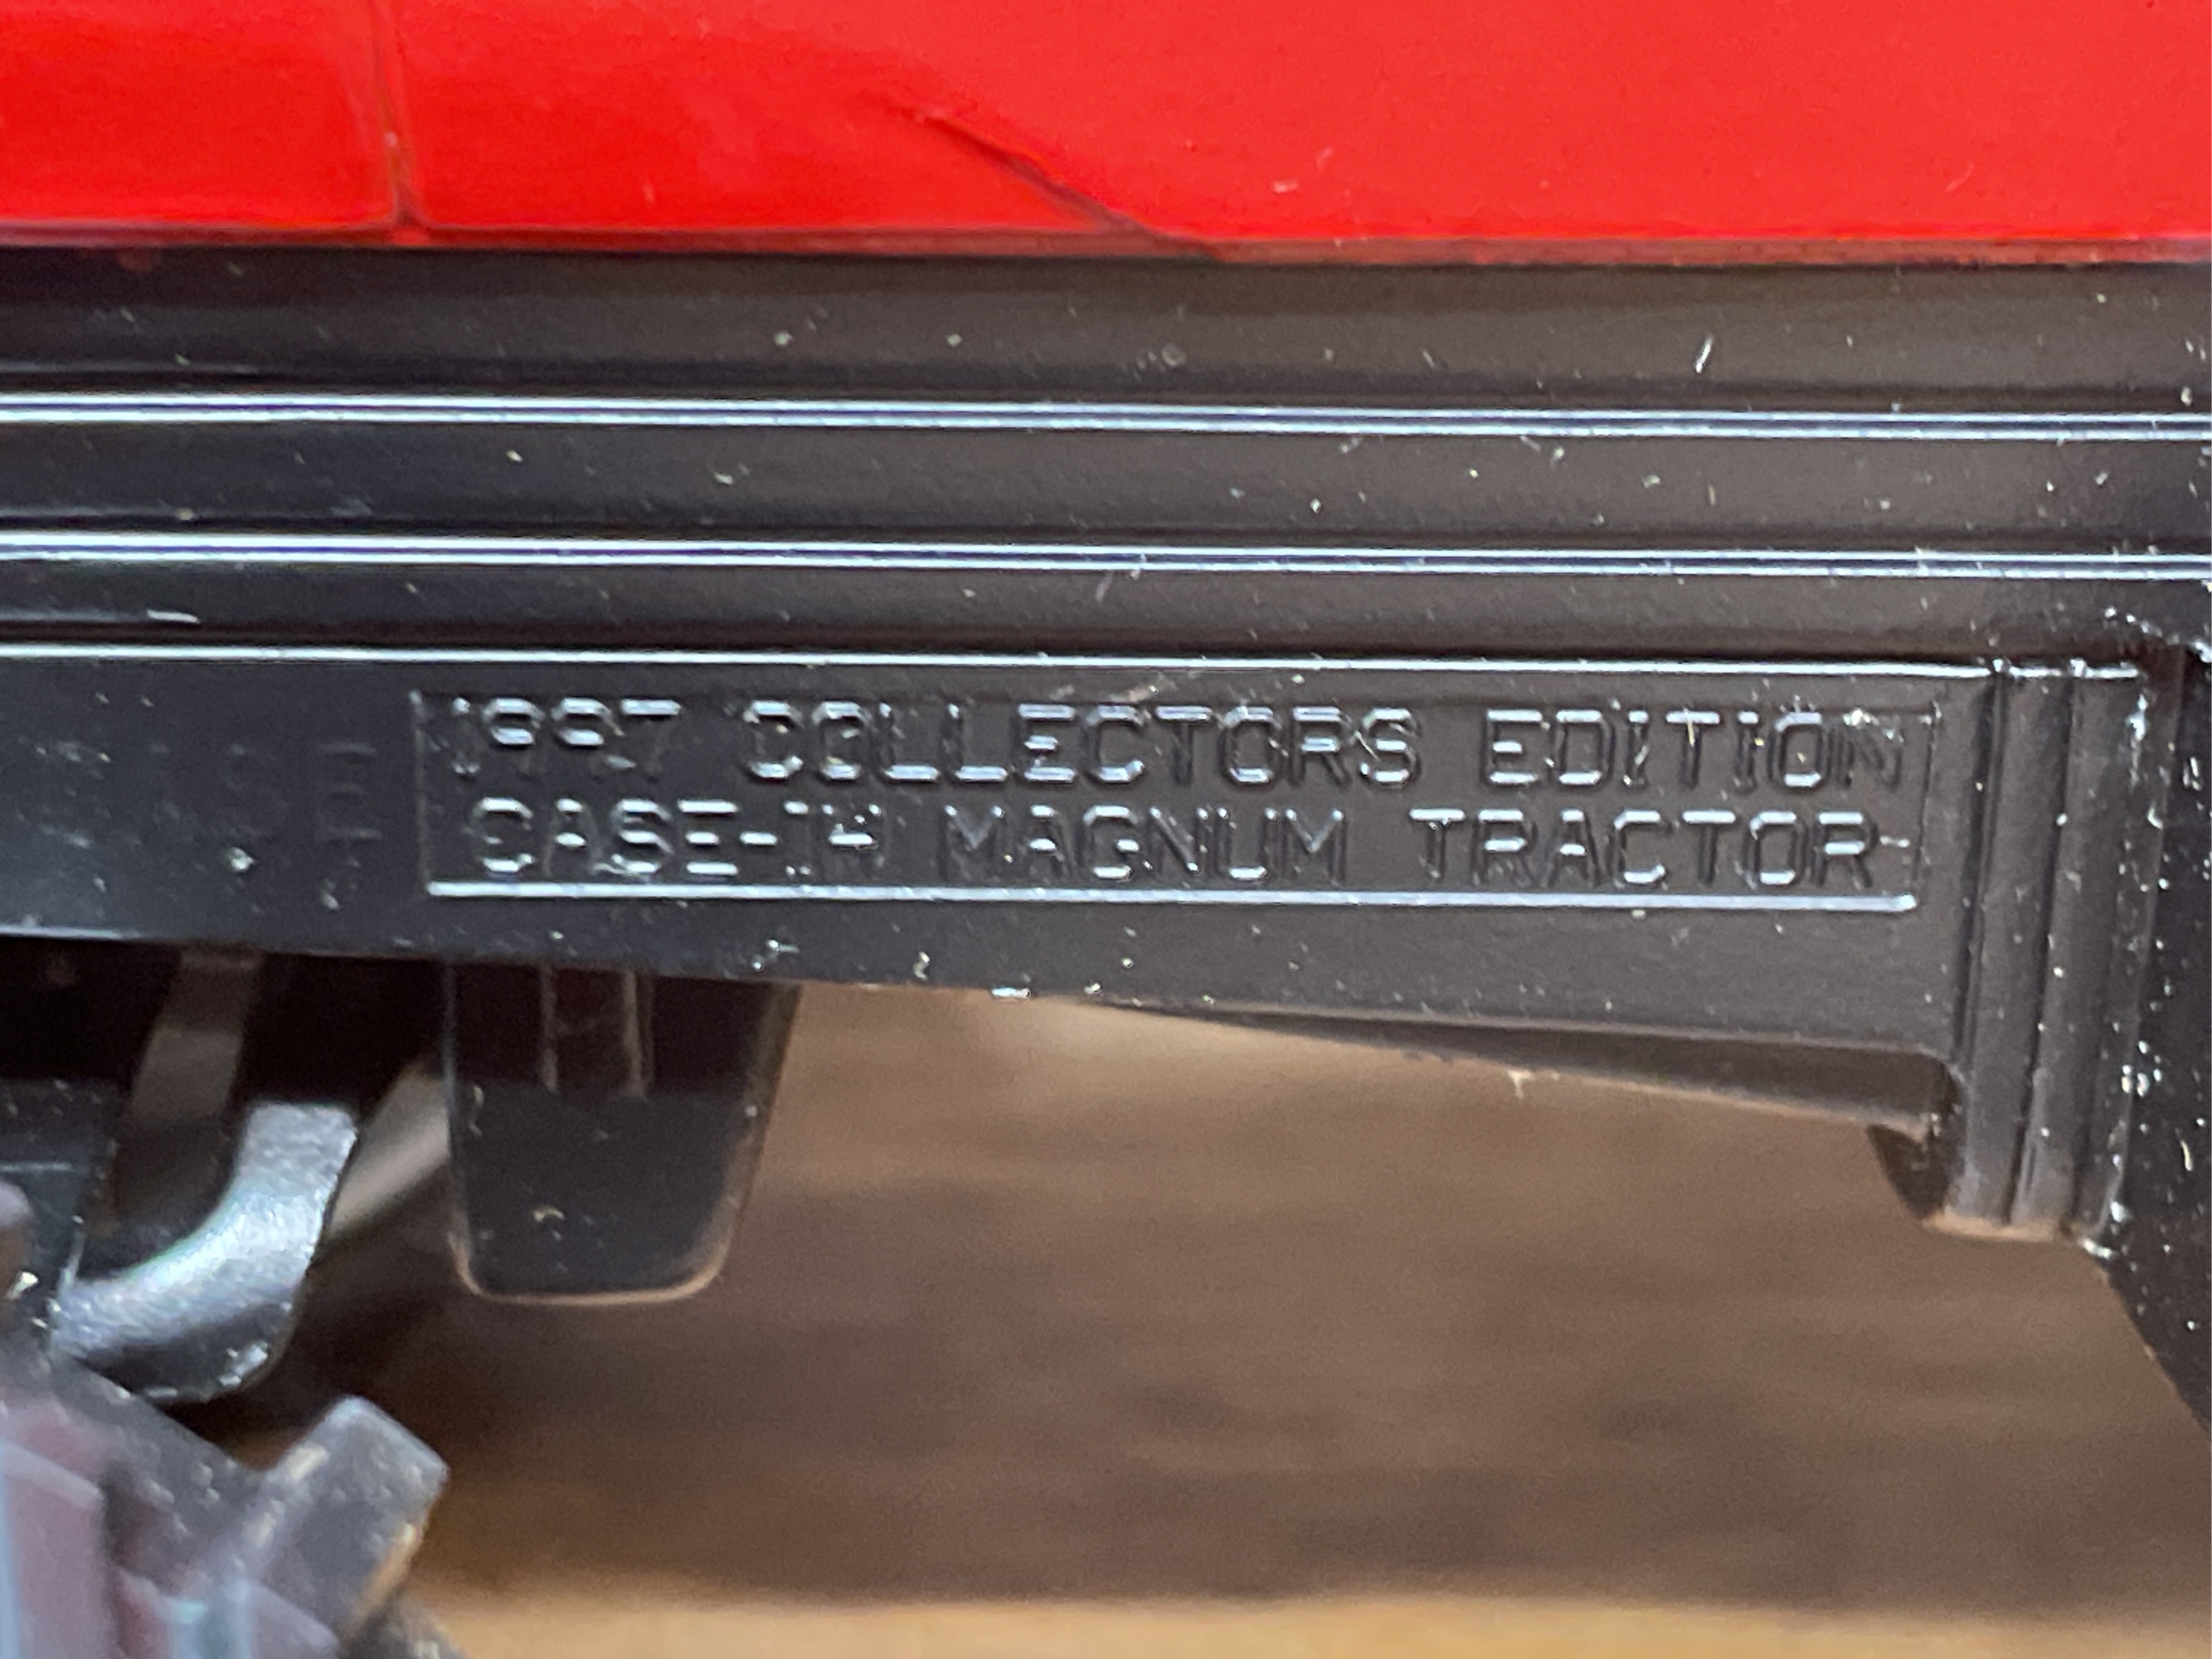 1997 COLLECTORS EDITION
CASE-IH MAGNUM TRACTOR